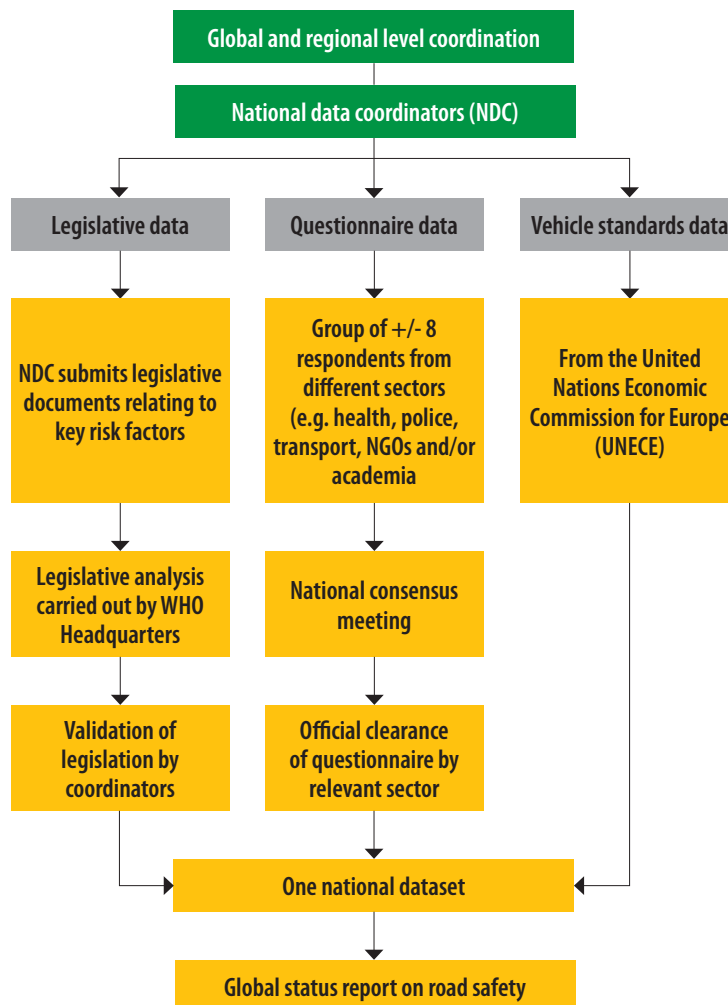 Global and regional level coordination
National data coordinators (NDC)
Legislative data
Questionnaire data
Vehicle standards data
NDC submits legislative
documents relating to
key risk factors
Group of +/- 8
respondents from
different sectors
(e.g. health, police,
transport, NGOs and/or
academia
From the United
Nations Economic
Commission for Europe
(UNECE)
Legislative analysis
carried out by WHO
Headquarters
National consensus
meeting
Validation of
legislation by
coordinators
Official clearance
of questionnaire by
relevant sector
One national dataset
Global status report on road safety